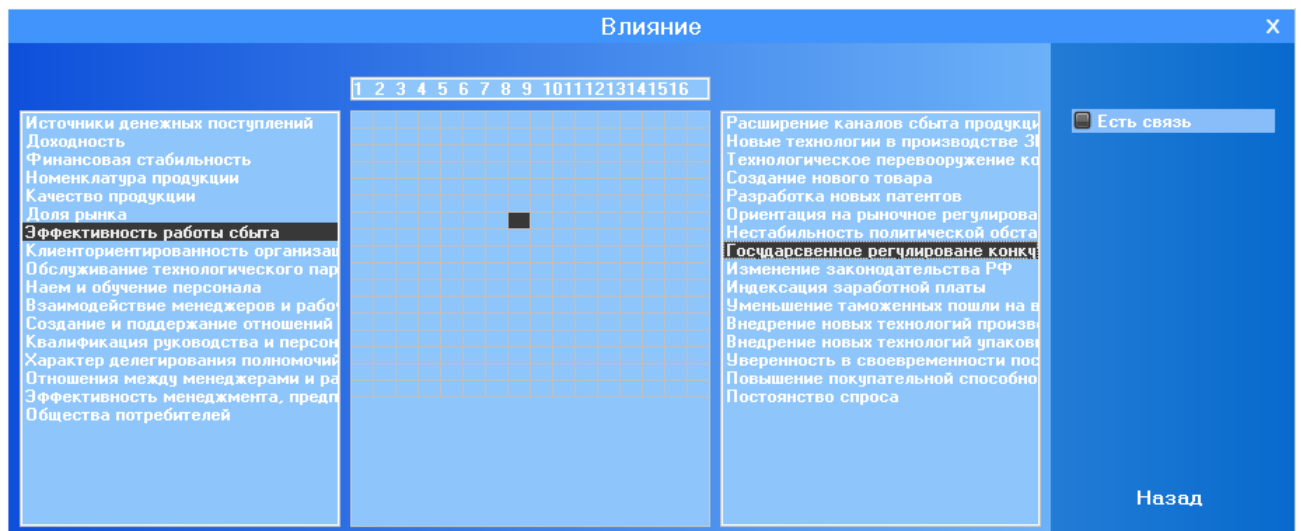 Влияние X
1 2 3 4 5 6 7 8 9 10111213141516
Источники денежных поступлений
Доходность
Финансовая стабильность
Номенклатура продукции
Качество продукции
Доля рынка
Эффективность работы сбыта
Клиенториентированность организац
Обслуживание технологического пар
Наем и обучение персонала
Взаимодействие менеджеров и рабоч
Создание и поддержание отношений
Квалификация руководства и персон
Характер делегирования полномочий
Отношения между менеджерами и ра
Эффективность менеджмента, предп
Общества потребителей
Расширение каналов сбыта продукци
Новые технологии в производстве ЗП
Технологическое перевооружение ко
Создание нового товара
Разработка новых патентов
Ориентация на рыночное регулирова
Нестабильность политической обста
Государсвенное регулироване конку
Изменение законодательства РФ
Индексация заработной платы
Уменьшение таможенных пошли на в
Внедрение новых технологий произв
Внедрение новых технологий упаков
Уверенность в своевременности пос
Повышение покупательной способно
Постоянство спроса
Есть связь
Назад